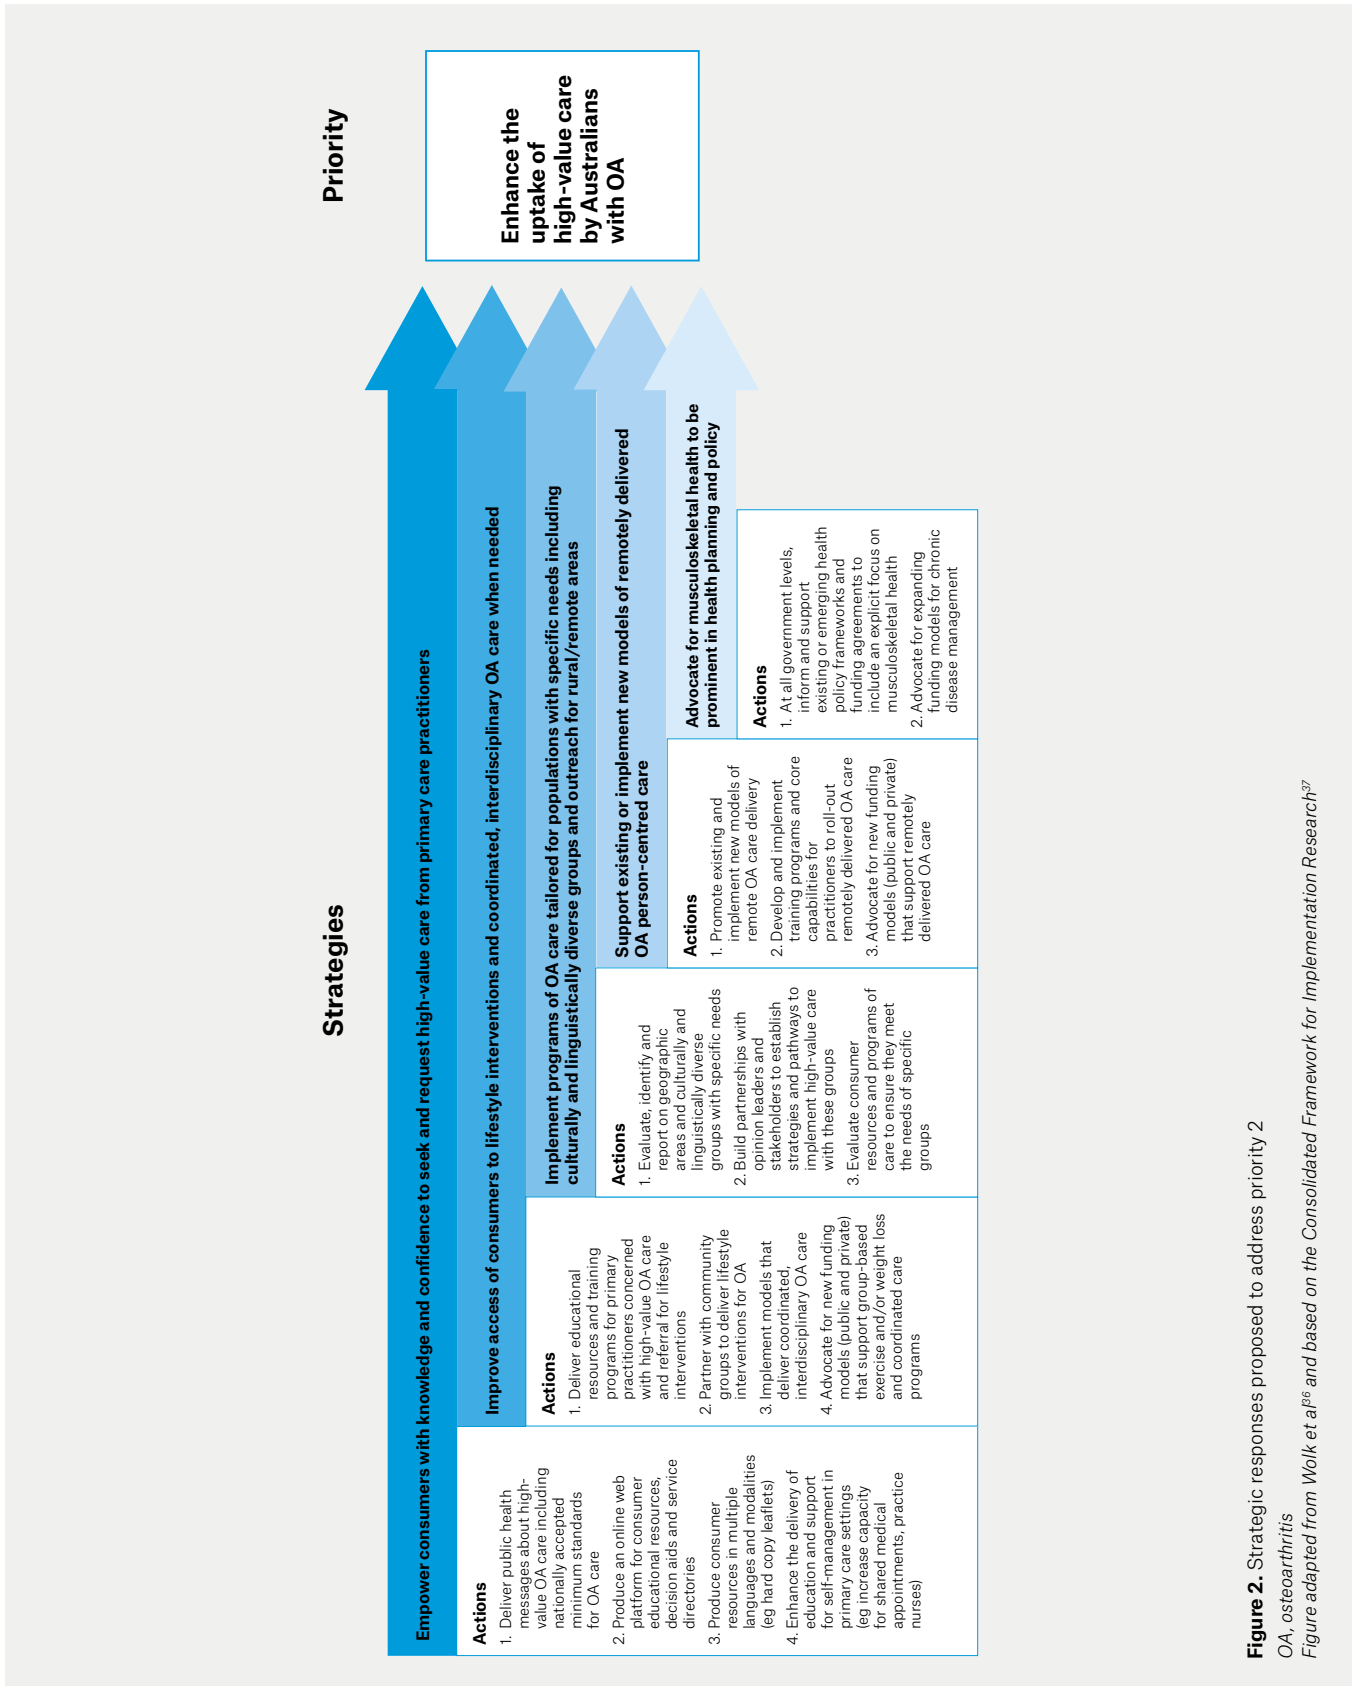 Strategies
Priority
Empower consumers with knowledge and confidence to seek and request high-value care from primary care practitioners
Actions
1. Deliver public health
messages about high-
value OA care including
nationally accepted
minimum standards
for OA care
2. Produce an online web
platform for consumer
educational resources,
decision aids and service
directories
3. Produce consumer
resources in multiple
languages and modalities
(eg hard copy leaflets)
4. Enhance the delivery of
education and support
for self-management in
primary care settings
(eg increase capacity
for shared medical
appointments, practice
nurses)
Improve access of consumers to lifestyle interventions and coordinated, interdisciplinary OA care when needed
Actions
1. Deliver educational
resources and training
programs for primary
practitioners concerned
with high-value OA care
and referral for lifestyle
interventions
2. Partner with community
groups to deliver lifestyle
interventions for OA
3. Implement models that
deliver coordinated,
interdisciplinary OA care
4. Advocate for new funding
models (public and private)
that support group-based
exercise and/or weight loss
and coordinated care
programs
Implement programs of OA care tailored for populations with specific needs including
culturally and linguistically diverse groups and outreach for rural/remote areas
Actions
1. Evaluate, identify and
report on geographic
areas and culturally and
linguistically diverse
groups with specific needs
2. Build partnerships with
opinion leaders and
stakeholders to establish
strategies and pathways to
implement high-value care
with these groups
3. Evaluate consumer
resources and programs of
care to ensure they meet
the needs of specific
groups
Support existing or implement new models of remotely delivered
OA person-centred care
Actions
1. Promote existing and
implement new models of
remote OA care delivery
2. Develop and implement
training programs and core
capabilities for
practitioners to roll-out
remotely delivered OA care
3. Advocate for new funding
models (public and private)
that support remotely
delivered OA care
Advocate for musculoskeletal health to be
prominent in health planning and policy
Actions
1. At all government levels,
inform and support
existing or emerging health
policy frameworks and
funding agreements to
include an explicit focus on
musculoskeletal health
2. Advocate for expanding
funding models for chronic
disease management
Enhance the
uptake of
high-value care
by Australians
with OA
Figure 2. Strategic responses proposed to address priority 2
OA, osteoarthritis
Figure adapted from Wolk et al³⁶ and based on the Consolidated Framework for Implementation Research³⁷